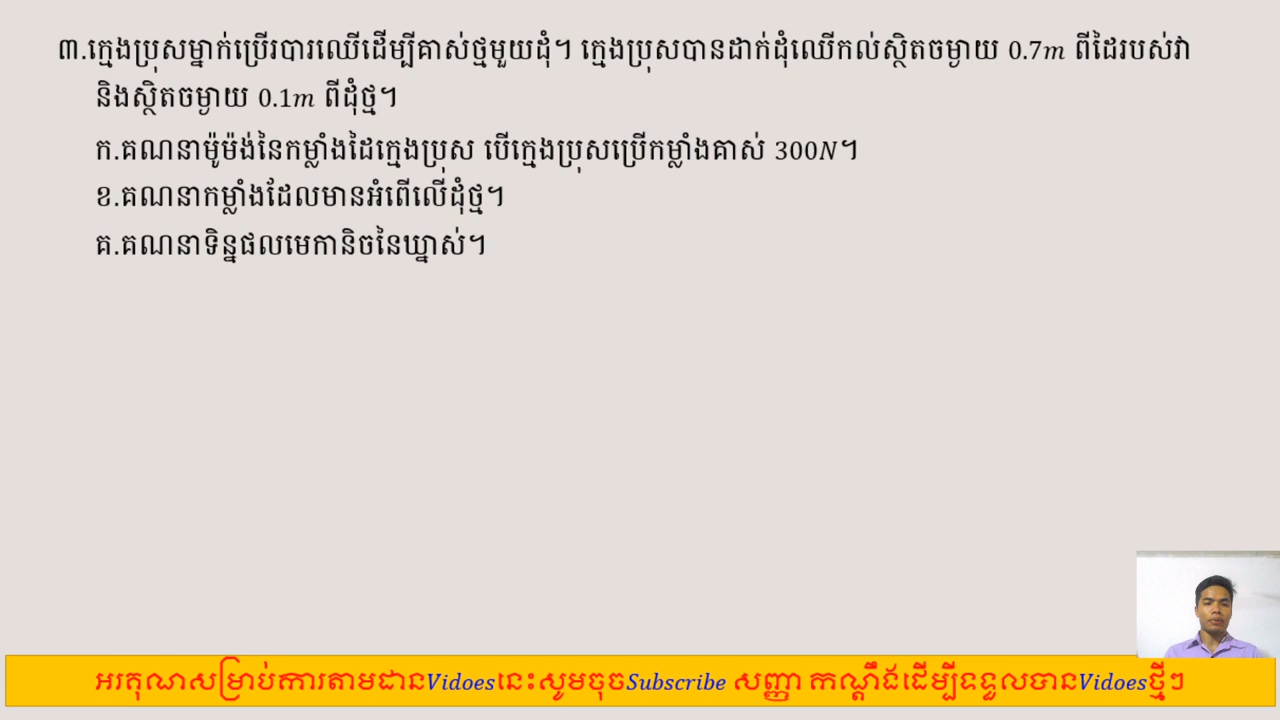 ៣.ក្មេងប្រុសម្នាក់ប្រើរបារឈើដើម្បីគាស់ថ្មមួយដុំ។ ក្មេងប្រុសបានដាក់ដុំឈើកល់ស្ថិតចម្ងាយ 0.7m ពីដៃរបស់វា
និងស្ថិតចម្ងាយ 0.1m ពីដុំថ្ម។
ក.គណនាម៉ូម៉ង់នៃកម្លាំងដៃក្មេងប្រុស បើក្មេងប្រុសប្រើកម្លាំងគាស់ 300N។
ខ.គណនាកម្លាំងដែលមានអំពើលើដុំថ្ម។
គ.គណនាទិន្នផលមេកានិចនៃឃ្នាស់។
អរគុណសម្រាប់ការតាមដានVidoesនេះសូមចុចSubscribe សញ្ញា កណ្ដឹងដើម្បីទទួលបានVidoesថ្មីៗ